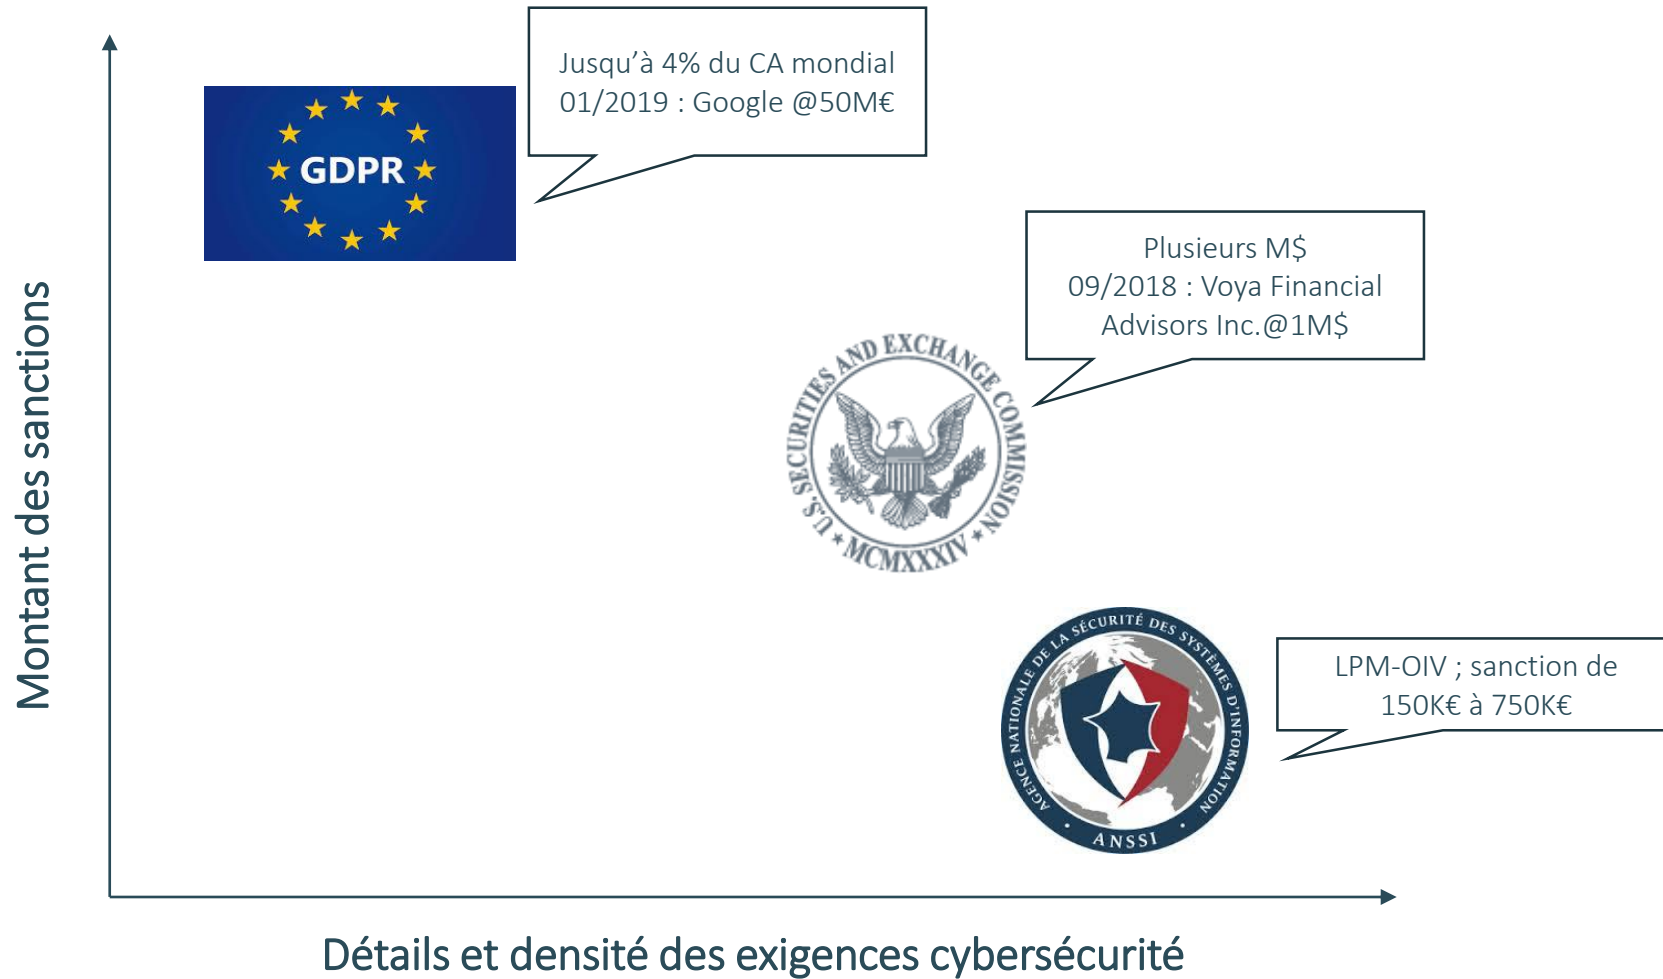 Jusqu’à 4% du CA mondial
01/2019 : Google @50M€
GDPR
Plusieurs M$
09/2018 : Voya Financial
Advisors Inc.@1M$
U.S. SECURITIES AND EXCHANGE COMMISSION
MCMXXXIV
Montant des sanctions
AGENCE NATIONALE DE LA SÉCURITÉ DES SYSTÈMES D'INFORMATION
ANSSI
LPM-OIV ; sanction de
150K€ à 750K€
Détails et densité des exigences cybersécurité